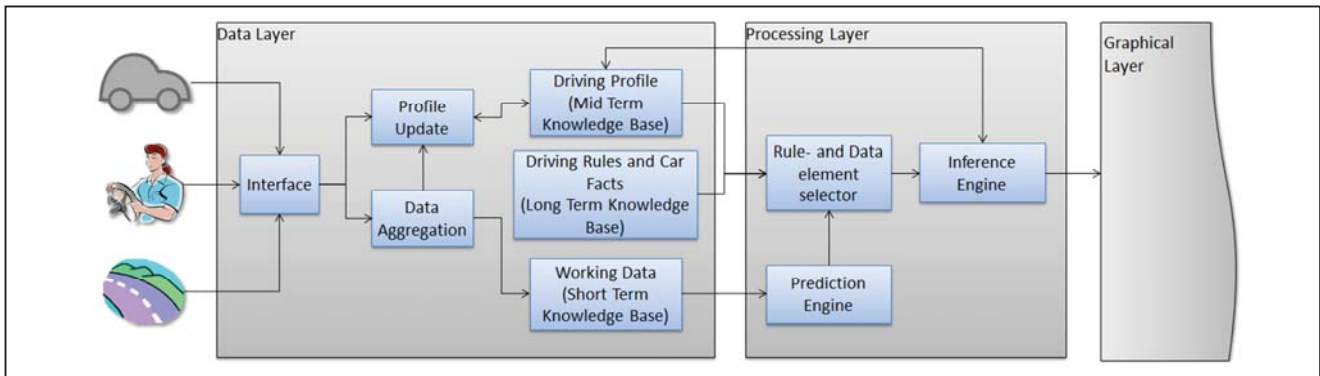 Data Layer
Interface
Profile
Update
Data
Aggregation
Driving Profile
(Mid Term
Knowledge Base)
Driving Rules and Car
Facts
(Long Term Knowledge
Base)
Working Data
(Short Term
Knowledge Base)
Processing Layer
Rule- and Data
element
selector
Prediction
Engine
Inference
Engine
Graphical
Layer